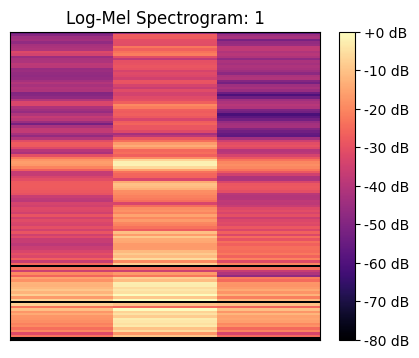 Log-Mel Spectrogram: 1
+0 dB
-10 dB
-20 dB
-30 dB
-40 dB
-50 dB
-60 dB
-70 dB
-80 dB